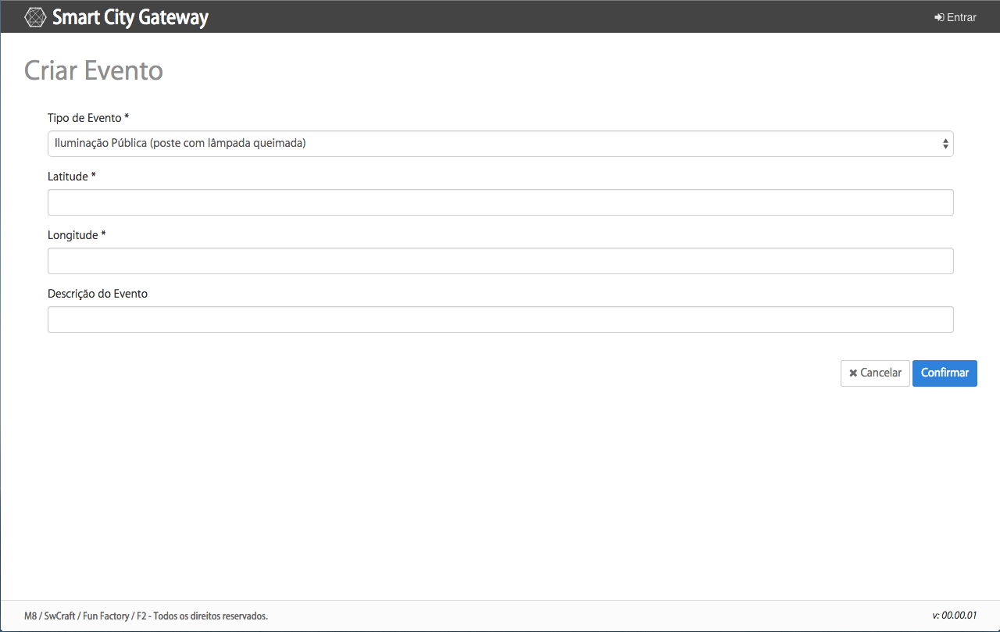 Smart City Gateway
Entrar
Criar Evento
Tipo de Evento *
Iluminação Pública (poste com lâmpada queimada)
Latitude *
Longitude *
Descrição do Evento
Cancelar
Confirmar
M8 / SwCraft / Fun Factory / F2 - Todos os direitos reservados.
v: 00.00.01